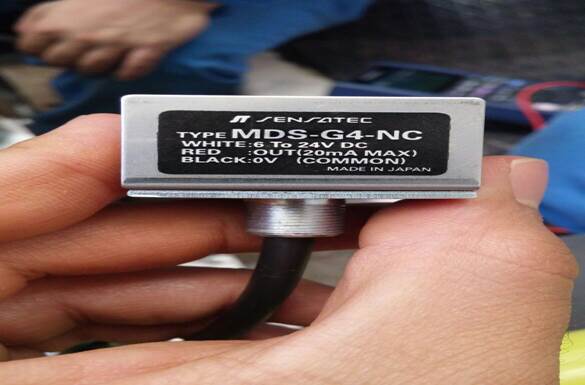 SENSATEC
TYPE MDS-G4-NC
WHITE:6 To 24V DC
RED :OUT(20mA MAX)
BLACK:0V (COMMON)
MADE IN JAPAN